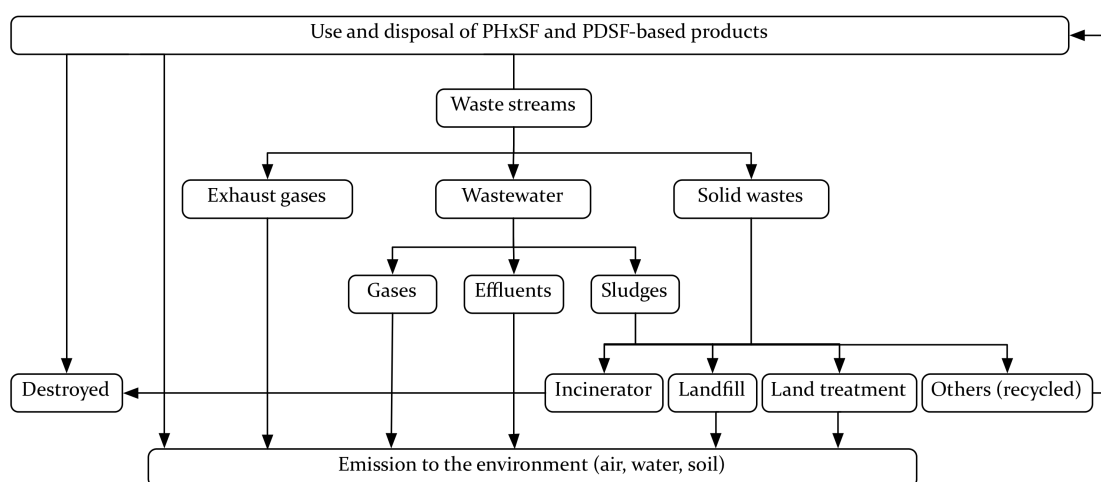 Use and disposal of PHxSF and PDSF-based products
Waste streams
Exhaust gases
Wastewater
Solid wastes
Gases
Effluents
Sludges
Destroyed
Incinerator
Landfill
Land treatment
Others (recycled)
Emission to the environment (air, water, soil)